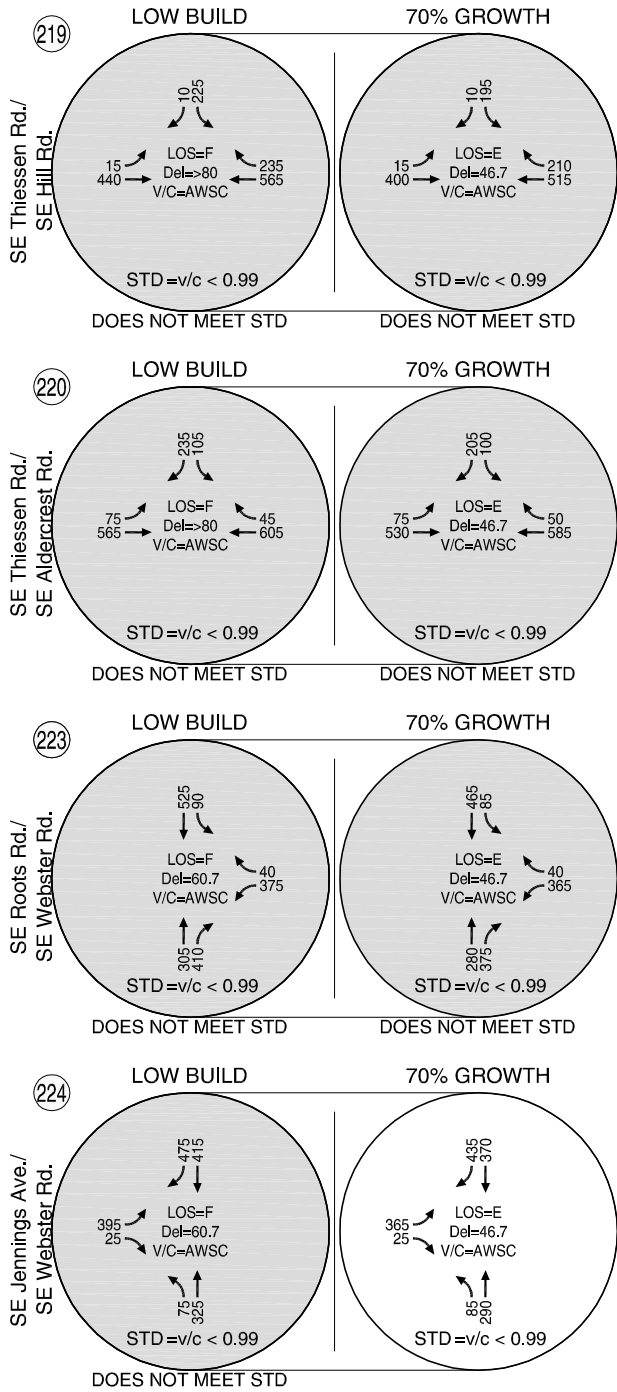 219
LOW BUILD
70% GROWTH
SE Thiessen Rd./
SE Hill Rd.
10
225
15
440
LOS=F
Del=>80
V/C=AWSC
235
565
STD=v/c < 0.99
DOES NOT MEET STD
10
195
15
400
LOS=E
Del=46.7
V/C=AWSC
210
515
STD=v/c < 0.99
DOES NOT MEET STD
220
LOW BUILD
70% GROWTH
SE Thiessen Rd./
SE Aldercrest Rd.
235
105
75
565
LOS=F
Del=>80
V/C=AWSC
45
605
STD=v/c < 0.99
DOES NOT MEET STD
205
100
75
530
LOS=E
Del=46.7
V/C=AWSC
50
585
STD=v/c < 0.99
DOES NOT MEET STD
223
LOW BUILD
70% GROWTH
SE Roots Rd./
SE Webster Rd.
525
90
LOS=F
Del=60.7
V/C=AWSC
40
375
305
410
STD=v/c < 0.99
DOES NOT MEET STD
465
85
LOS=E
Del=46.7
V/C=AWSC
40
365
280
375
STD=v/c < 0.99
DOES NOT MEET STD
224
LOW BUILD
70% GROWTH
SE Jennings Ave./
SE Webster Rd.
475
415
395
25
LOS=F
Del=60.7
V/C=AWSC
75
325
STD=v/c < 0.99
DOES NOT MEET STD
435
370
365
25
LOS=E
Del=46.7
V/C=AWSC
85
290
STD=v/c < 0.99